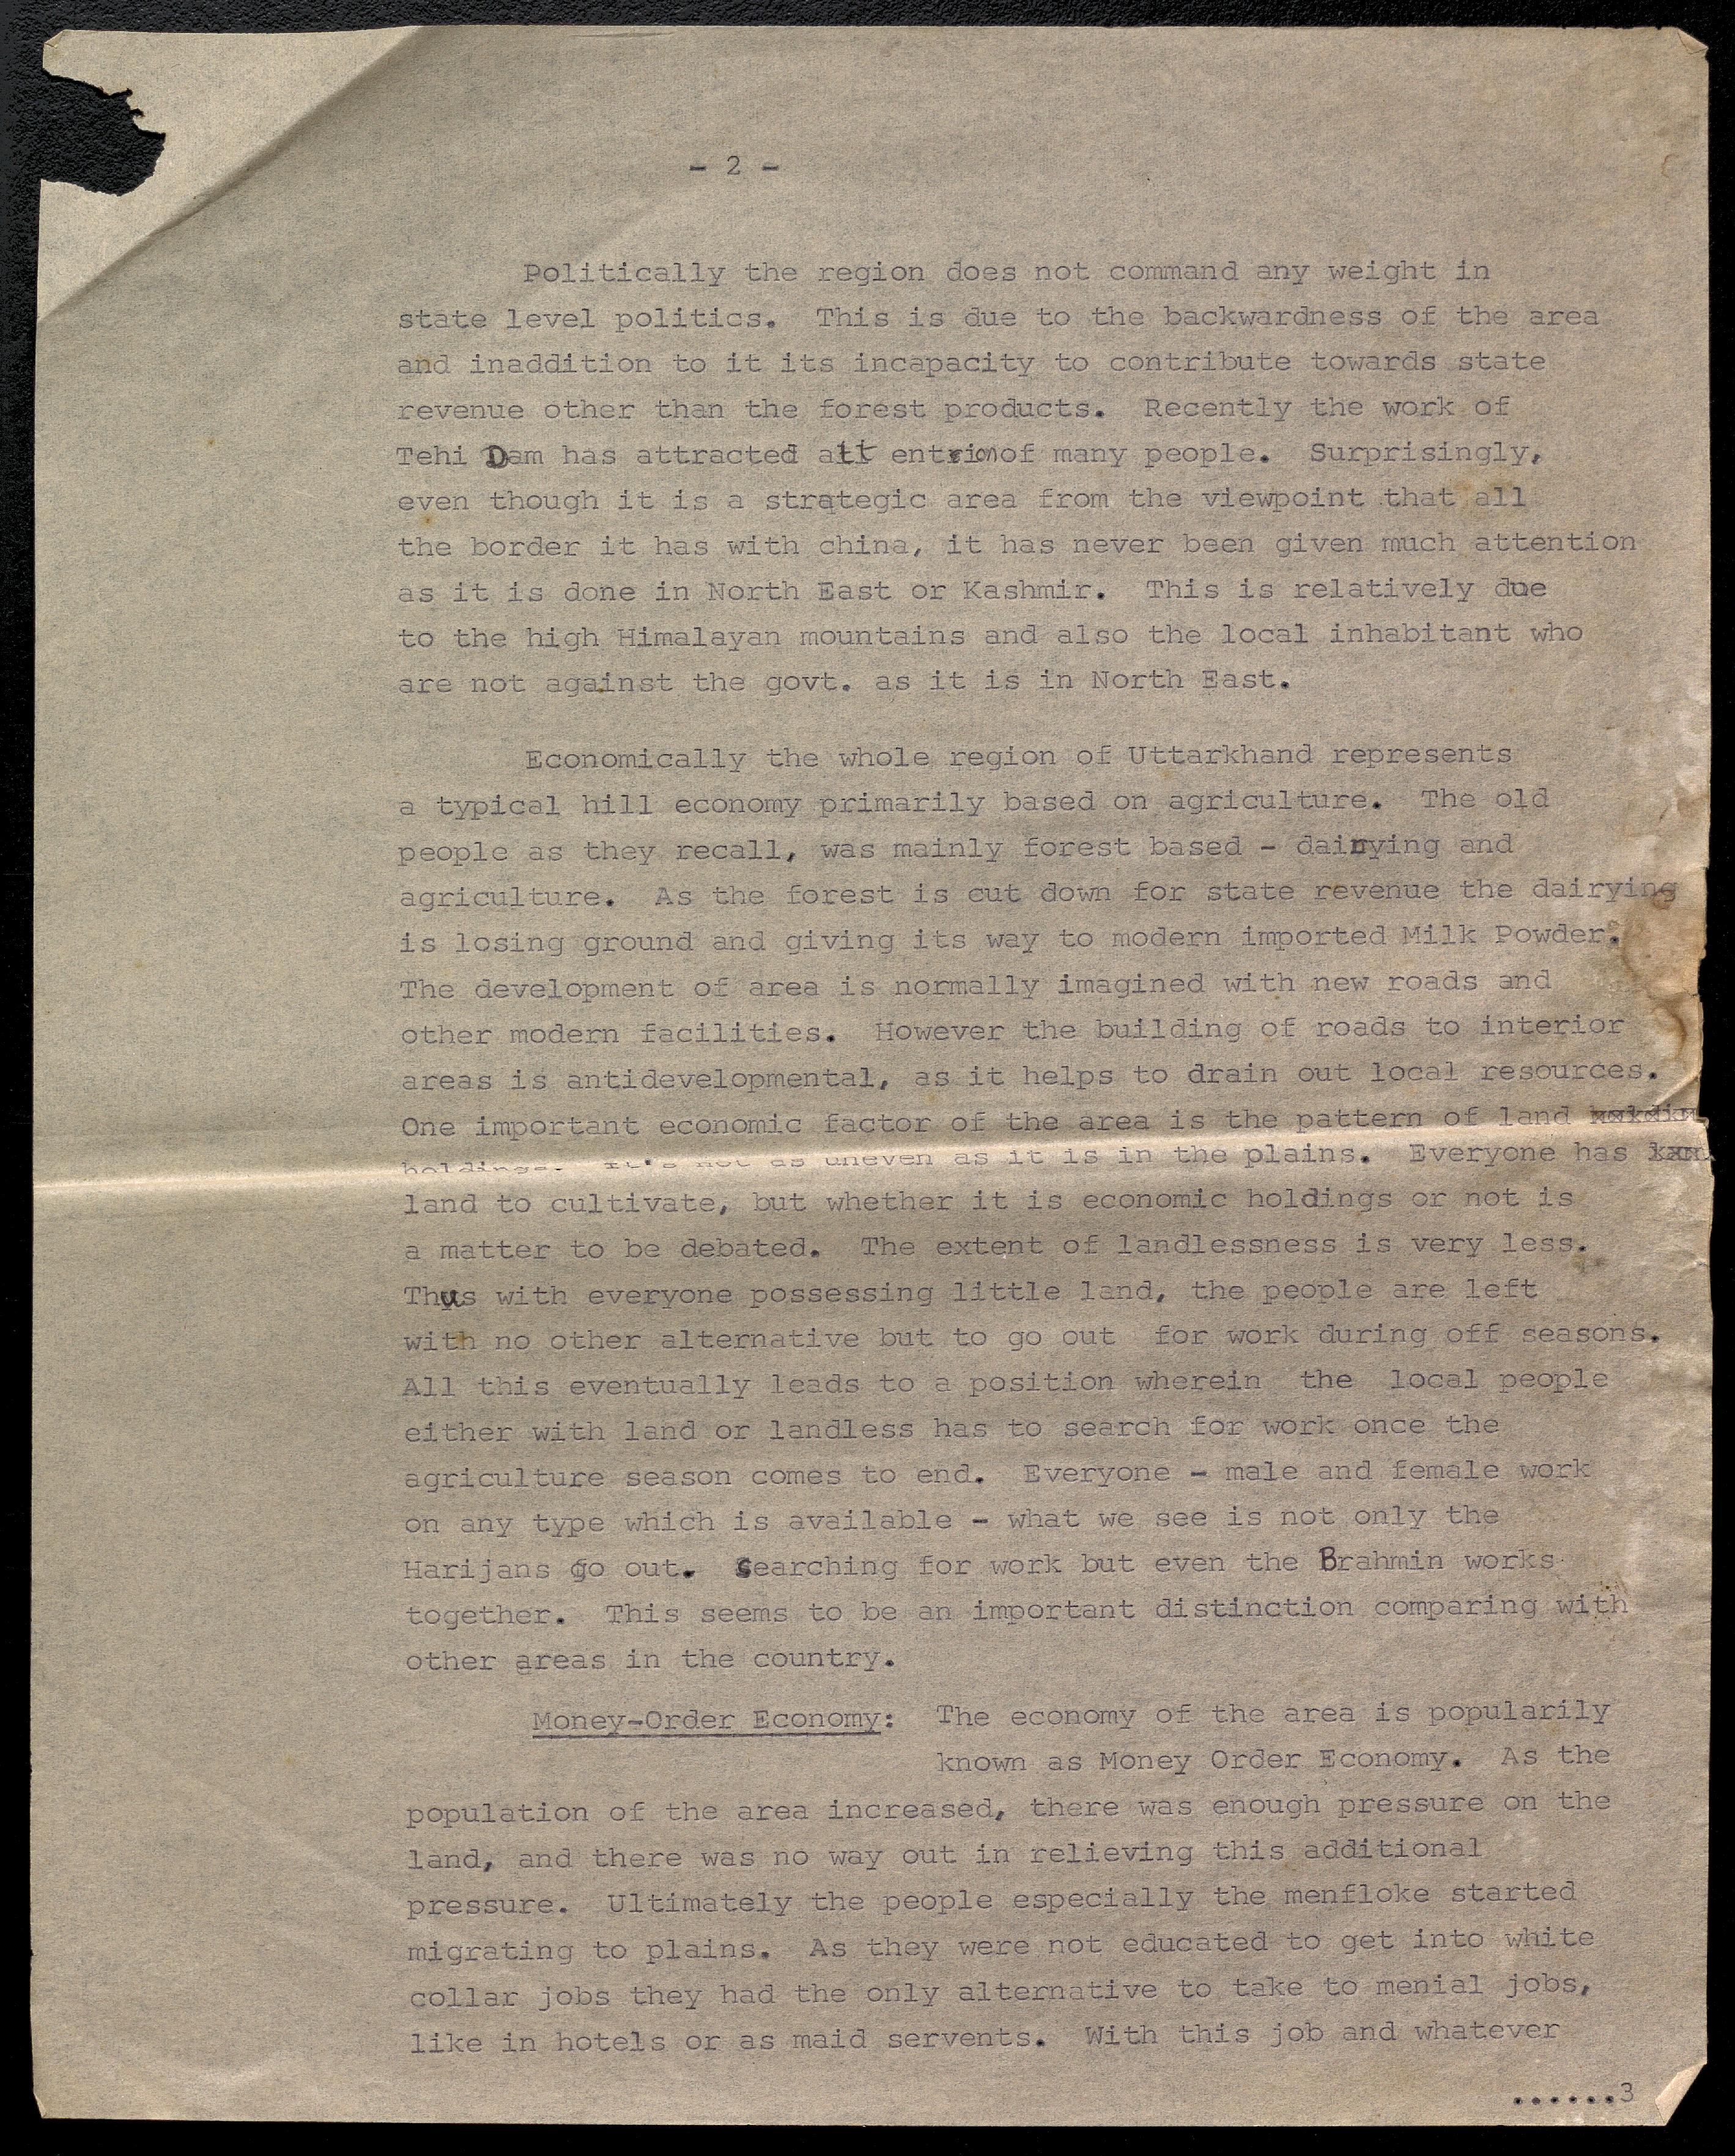 - 2 -
Politically the region does not command any weight in
state level politics. This is due to the backwardness of the area
and inaddition to it its incapacity to contribute towards state
revenue other than the forest products. Recently the work of
Tehi Dam has attracted att entionof many people. Surprisingly,
even though it is a strategic area from the viewpoint that all
the border it has with china, it has never been given much attention
as it is done in North East or Kashmir. This is relatively due
to the high Himalayan mountains and also the local inhabitant who
are not against the govt. as it is in North East.
Economically the whole region of Uttarkhand represents
a typical hill economy primarily based on agriculture. The old
people as they recall, was mainly forest based - dairying and
agriculture. As the forest is cut down for state revenue the dairying
is losing ground and giving its way to modern imported Milk Powder.
The development of area is normally imagined with new roads and
other modern facilities. However the building of roads to interior
areas is antidevelopmental, as it helps to drain out local resources.
One important economic factor of the area is the pattern of land
holdings. It's not as uneven as it is in the plains. Everyone has
land to cultivate, but whether it is economic holdings or not is
a matter to be debated. The extent of landlessness is very less.
Thus with everyone possessing little land, the people are left
with no other alternative but to go out for work during off seasons.
All this eventually leads to a position wherein the local people
either with land or landless has to search for work once the
agriculture season comes to end. Everyone - male and female work
on any type which is available - what we see is not only the
Harijans go out. Searching for work but even the Brahmin works
together. This seems to be an important distinction comparing with
other areas in the country.
Money-Order Economy: The economy of the area is popularily
known as Money Order Economy. As the
population of the area increased, there was enough pressure on the
land, and there was no way out in relieving this additional
pressure. Ultimately the people especially the menfloke started
migrating to plains. As they were not educated to get into white
collar jobs they had the only alternative to take to menial jobs,
like in hotels or as maid servents. With this job and whatever
......3